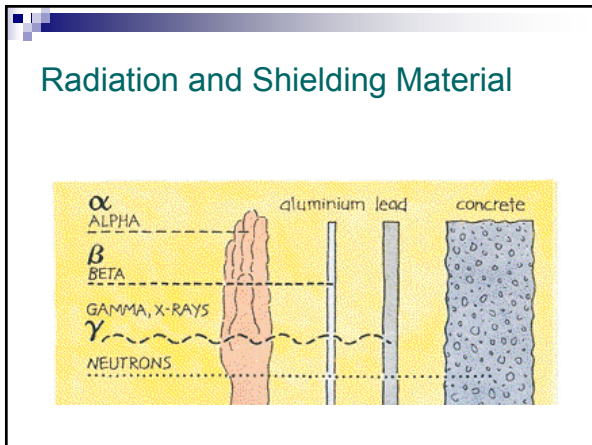 Radiation and Shielding Material
α
ALPHA
aluminium lead concrete
β
BETA
GAMMA, X-RAYS
γ
NEUTRONS